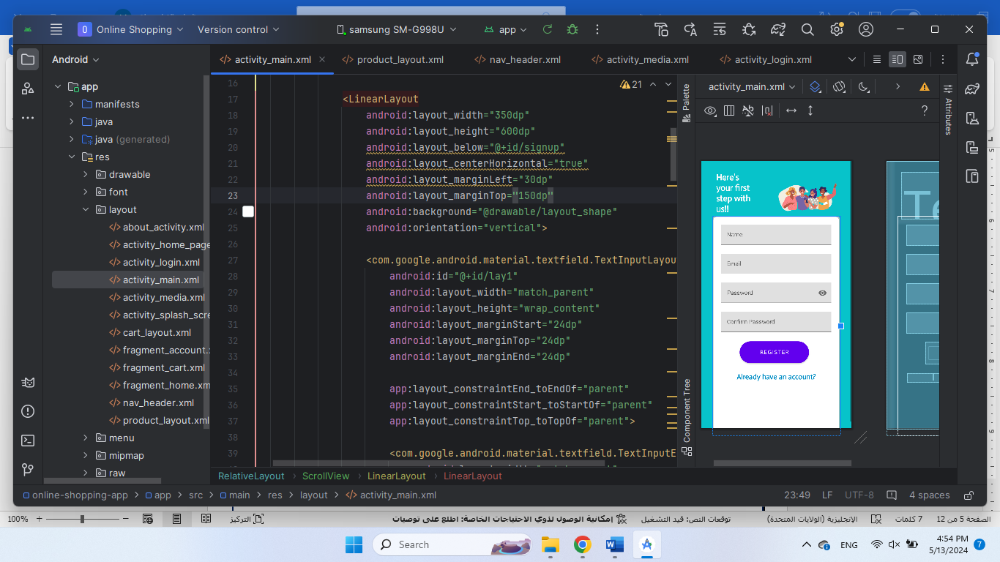 Online Shopping
Version control
samsung SM-G998U
app
Android
activity_main.xml
product_layout.xml
nav_header.xml
activity_media.xml
activity_login.xml
app
manifests
java
java (generated)
res
drawable
font
layout
about_activity.xml
activity_home_page
activity_login.xml
activity_main.xml
activity_media.xml
activity_splash_scre
cart_layout.xml
fragment_account.
fragment_cart.xml
fragment_home.xm
nav_header.xml
product_layout.xml
menu
mipmap
raw
21
16
17 <LinearLayout
18 android:layout_width="350dp"
19 android:layout_height="600dp"
20 android:layout_below="@+id/signup"
21 android:layout_centerHorizontal="true"
22 android:layout_marginLeft="30dp"
23 android:layout_marginTop="150dp"
24 android:background="@drawable/layout_shape"
25 android:orientation="vertical">
26
27 <com.google.android.material.textfield.TextInputLayou
28 android:id="@+id/lay1"
29 android:layout_width="match_parent"
30 android:layout_height="wrap_content"
31 android:layout_marginStart="24dp"
32 android:layout_marginTop="24dp"
33 android:layout_marginEnd="24dp"
34
35 app:layout_constraintEnd_toEndOf="parent"
36 app:layout_constraintStart_toStartOf="parent"
37 app:layout_constraintTop_toTopOf="parent">
38
39 <com.google.android.material.textfield.TextInputE
Palette
Component Tree
activity_main.xml
Attributes
Here's
your first
step with
us!!
Name
Email
Password
Confirm Password
REGISTER
Already have an account?
Te
RelativeLayout
ScrollView
LinearLayout
LinearLayout
online-shopping-app
app
src
main
res
layout
activity_main.xml
23:49
LF
UTF-8
4 spaces
100%
التركيز
إمكانية الوصول لذوي الاحتياجات الخاصة: اطلع على توصيات
توقعات النص: قيد التشغيل
الإنجليزية (الولايات المتحدة)
7 كلمات
الصفحة 5 من 12
Search
ENG
4:54 PM
5/13/2024
7